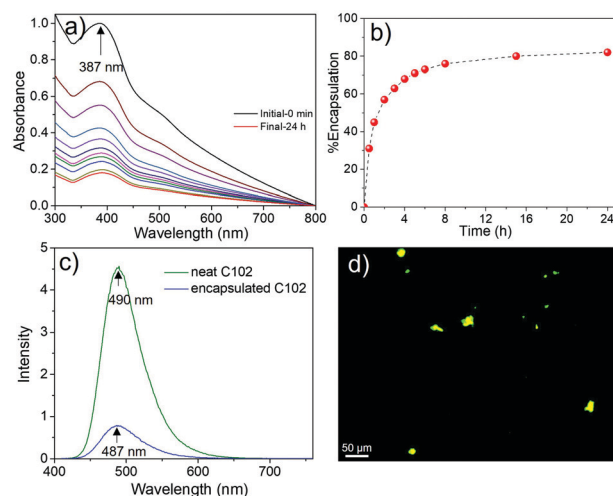 a)
387 nm
Initial-0 min
Final-24 h
Absorbance
1.0
0.8
0.6
0.4
0.2
0.0
300 400 500 600 700 800
Wavelength (nm)
b)
%Encapsulation
100
80
60
40
20
0
0 4 8 12 16 20 24
Time (h)
c)
neat C102
encapsulated C102
490 nm
487 nm
Intensity
5
4
3
2
1
0
400 500 600 700
Wavelength (nm)
d)
50 µm